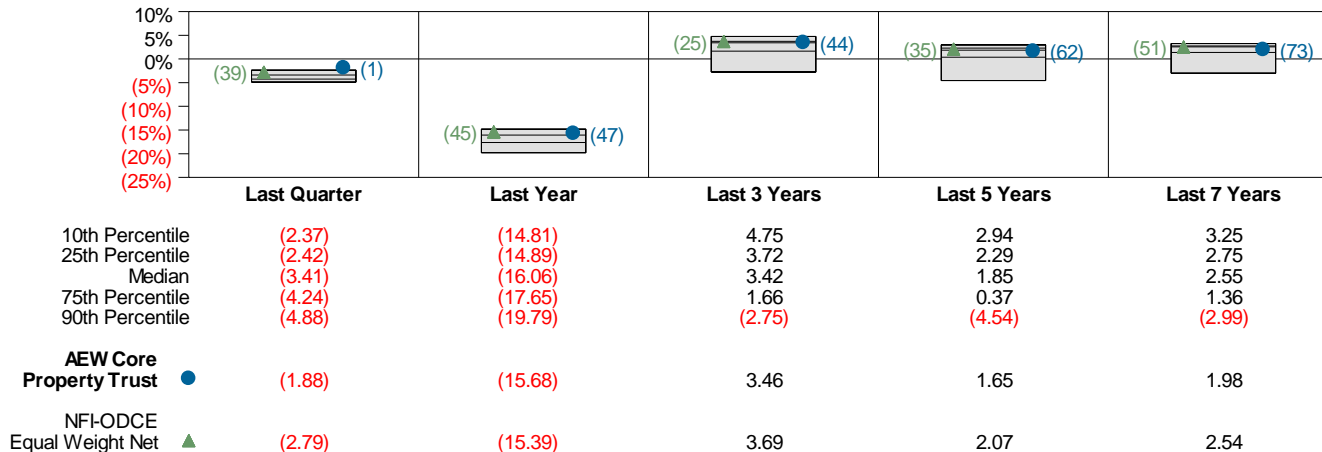 10%
5%
0%
(5%)
(10%)
(15%)
(20%)
(25%)
(39) (1)
(45) (47)
(25) (44)
(35) (62)
(51) (73)
Last Quarter Last Year Last 3 Years Last 5 Years Last 7 Years
10th Percentile (2.37) (14.81) 4.75 2.94 3.25
25th Percentile (2.42) (14.89) 3.72 2.29 2.75
Median (3.41) (16.06) 3.42 1.85 2.55
75th Percentile (4.24) (17.65) 1.66 0.37 1.36
90th Percentile (4.88) (19.79) (2.75) (4.54) (2.99)
AEW Core
Property Trust (1.88) (15.68) 3.46 1.65 1.98
NFI-ODCE
Equal Weight Net (2.79) (15.39) 3.69 2.07 2.54